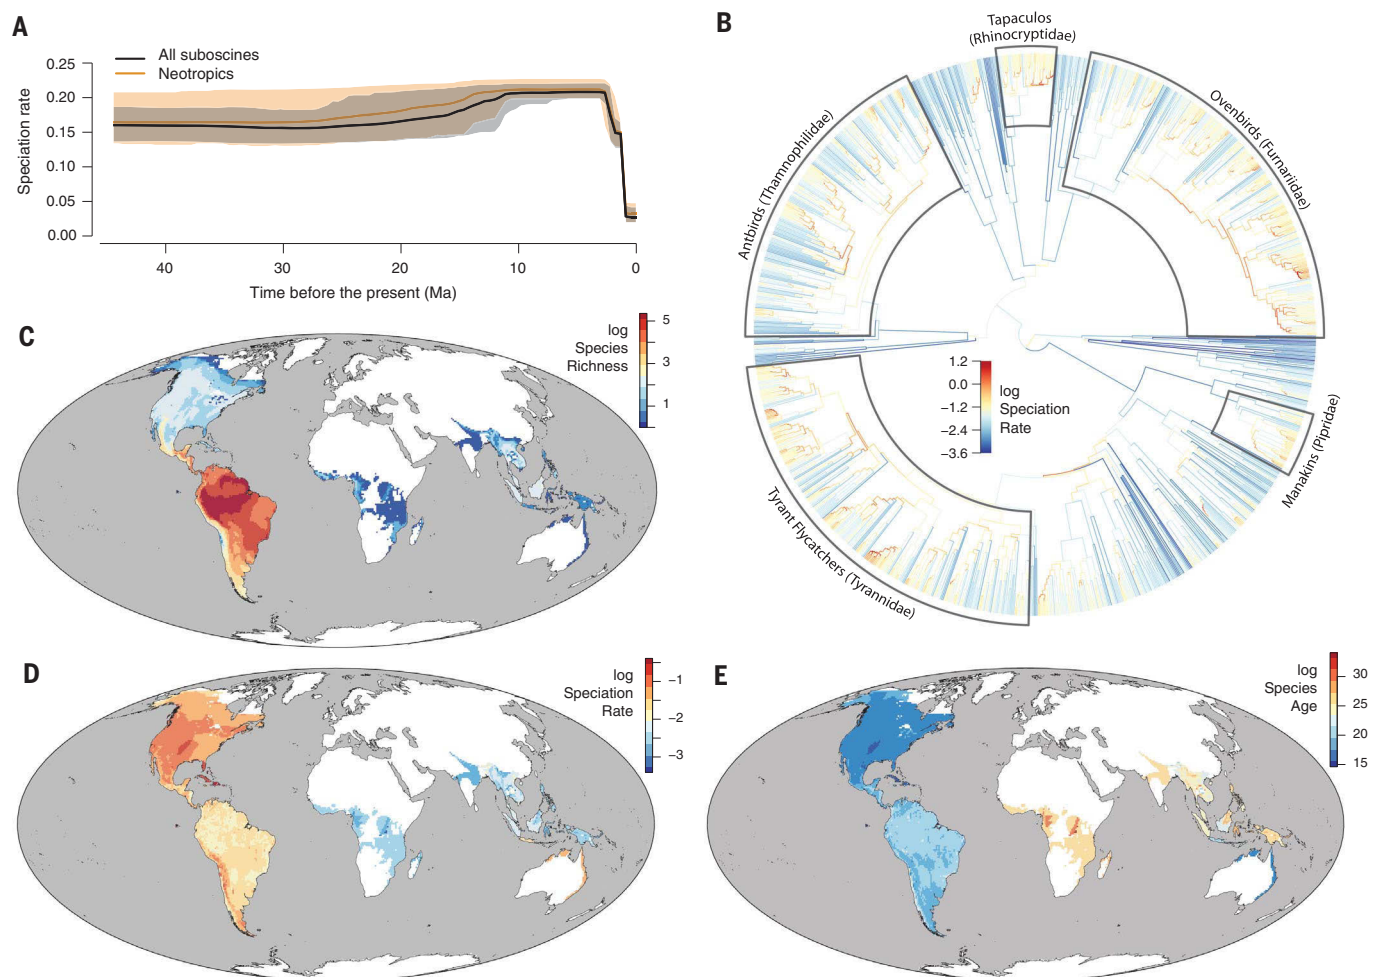 A
All suboscines
Neotropics
Speciation rate
0.25
0.20
0.15
0.10
0.05
0.00
40
30
20
10
0
Time before the present (Ma)
B
Tapaculos
(Rhinocryptidae)
Antbirds (Thamnophilidae)
Ovenbirds (Furnariidae)
Manakins (Pipridae)
Tyrant Flycatchers (Tyrannidae)
1.2
0.0
−1.2
−2.4
−3.6
log
Speciation
Rate
C
log
Species
Richness
5
3
1
D
log
Speciation
Rate
−1
−2
−3
E
log
Species
Age
30
25
20
15